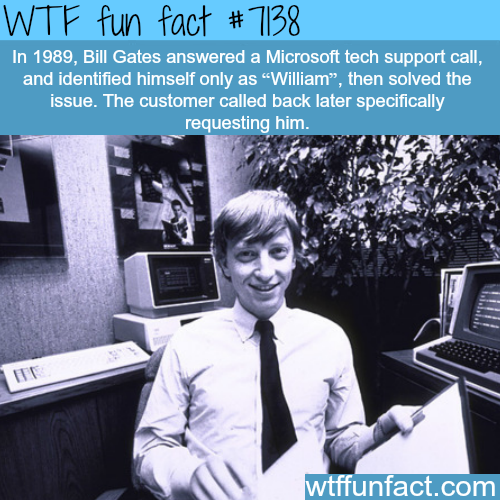 WTF fun fact #7138
In 1989, Bill Gates answered a Microsoft tech support call,
and identified himself only as “William”, then solved the
issue. The customer called back later specifically
requesting him.
wtffunfact.com